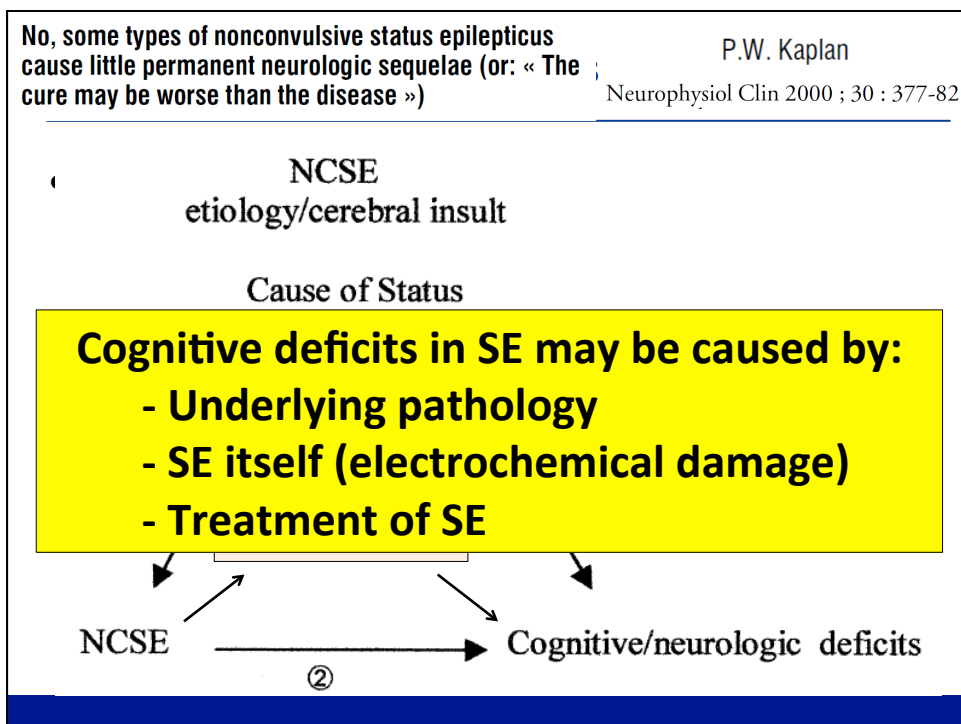 No, some types of nonconvulsive status epilepticus
cause little permanent neurologic sequelae (or: « The
cure may be worse than the disease »)
P.W. Kaplan
Neurophysiol Clin 2000 ; 30 : 377-82
NCSE
etiology/cerebral insult
Cause of Status
Cognitive deficits in SE may be caused by:
- Underlying pathology
- SE itself (electrochemical damage)
- Treatment of SE
NCSE
Cognitive/neurologic deficits
②